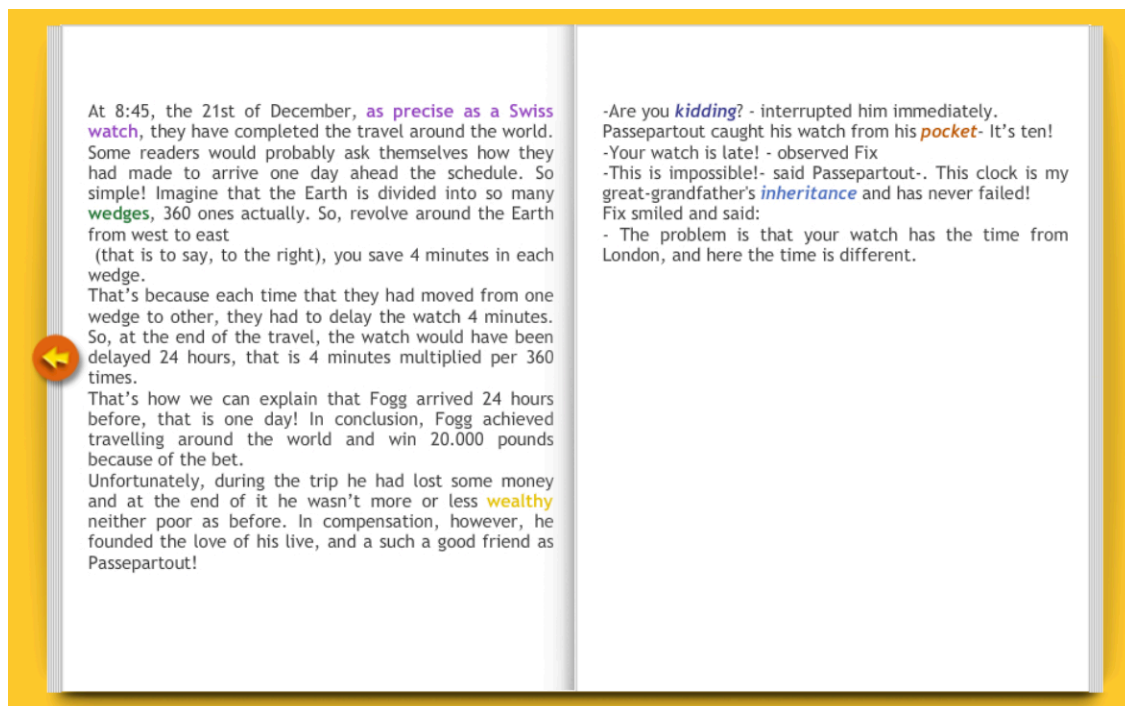 At 8:45, the 21st of December, as precise as a Swiss
watch, they have completed the travel around the world.
Some readers would probably ask themselves how they
had made to arrive one day ahead the schedule. So
simple! Imagine that the Earth is divided into so many
wedges, 360 ones actually. So, revolve around the Earth
from west to east
(that is to say, to the right), you save 4 minutes in each
wedge.
That’s because each time that they had moved from one
wedge to other, they had to delay the watch 4 minutes.
So, at the end of the travel, the watch would have been
delayed 24 hours, that is 4 minutes multiplied per 360
times.
That’s how we can explain that Fogg arrived 24 hours
before, that is one day! In conclusion, Fogg achieved
travelling around the world and win 20.000 pounds
because of the bet.
Unfortunately, during the trip he had lost some money
and at the end of it he wasn’t more or less wealthy
neither poor as before. In compensation, however, he
founded the love of his live, and a such a good friend as
Passepartout!
-Are you kidding? - interrupted him immediately.
Passepartout caught his watch from his pocket- It’s ten!
-Your watch is late! - observed Fix
-This is impossible!- said Passepartout-. This clock is my
great-grandfather's inheritance and has never failed!
Fix smiled and said:
- The problem is that your watch has the time from
London, and here the time is different.